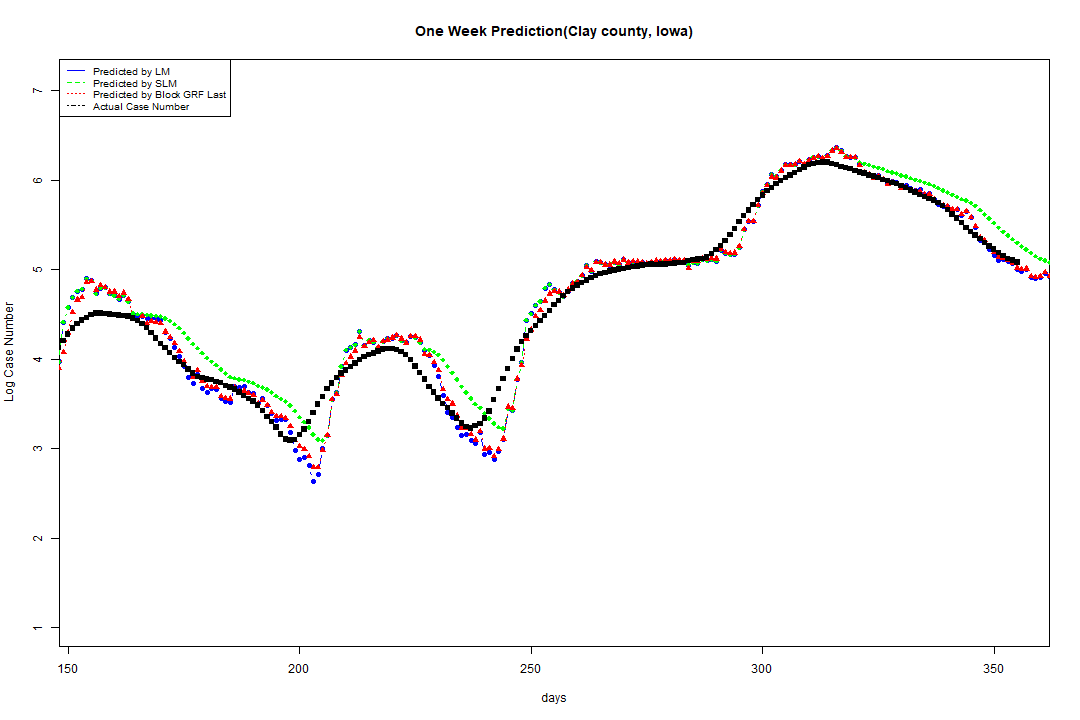 One Week Prediction(Clay county, Iowa)
Predicted by LM
Predicted by SLM
Predicted by Block GRF Last
Actual Case Number
Log Case Number
7
6
5
4
3
2
1
150 200 250 300 350
days